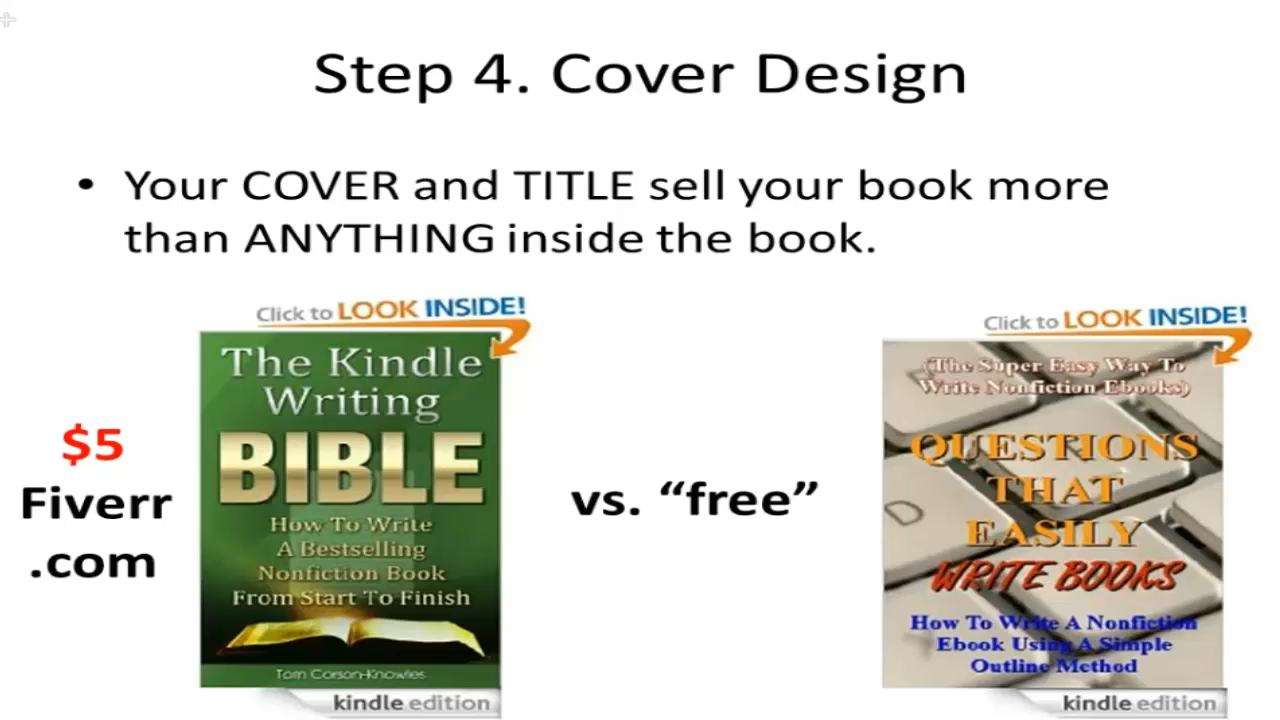 Step 4. Cover Design
• Your COVER and TITLE sell your book more
than ANYTHING inside the book.
$5
Fiverr
.com
Click to LOOK INSIDE!
The Kindle
Writing
BIBLE
How To Write
A Bestselling
Nonfiction Book
From Start To Finish
Tom Corson-Knowles
kindle edition
vs. “free”
Click to LOOK INSIDE!
(The Super Easy Way To
Write Nonfiction Ebooks)
QUESTIONS
THAT
EASILY
WRITE BOOKS
How To Write A Nonfiction
Ebook Using A Simple
Outline Method
kindle edition